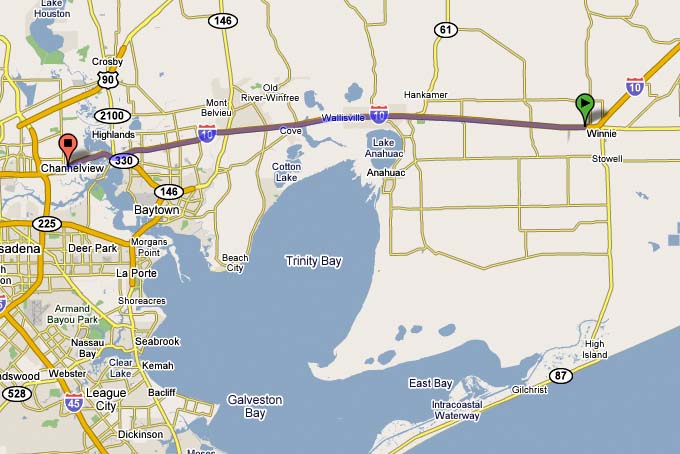 Lake
Houston
146
61
Crosby
90
Old
River-Winfree
Hankamer
10
Mont
Belvieu
2100
Highlands
10
Cove
Wallisville
10
Winnie
Lake
Anahuac
Stowell
Channelview
330
Cotton
Lake
Anahuac
146
Baytown
225
Morgans
Point
Deer Park
sadena
Beach
City
Trinity Bay
La Porte
Shoreacres
Armand
Bayou Park
Nassau
Bay
Seabrook
High
Island
Clear
Lake
Kemah
Webster
ndswood
87
East Bay
Gilchrist
528
League
City
Bacliff
45
Galveston
Bay
Intracoastal
Waterway
Dickinson
Moses